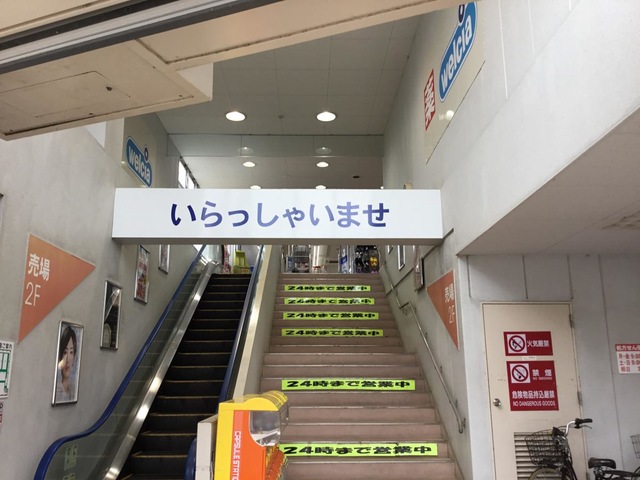 welcia
薬
welcia
いらっしゃいませ
売場
2F
売場
2F
24時まで営業中
24時まで営業中
24時まで営業中
24時まで営業中
24時まで営業中
24時まで営業中
CAPSULE STATION
火気厳禁
禁煙
NO SMOKING
危険物品持込厳禁
NO DANGEROUS-GOODS